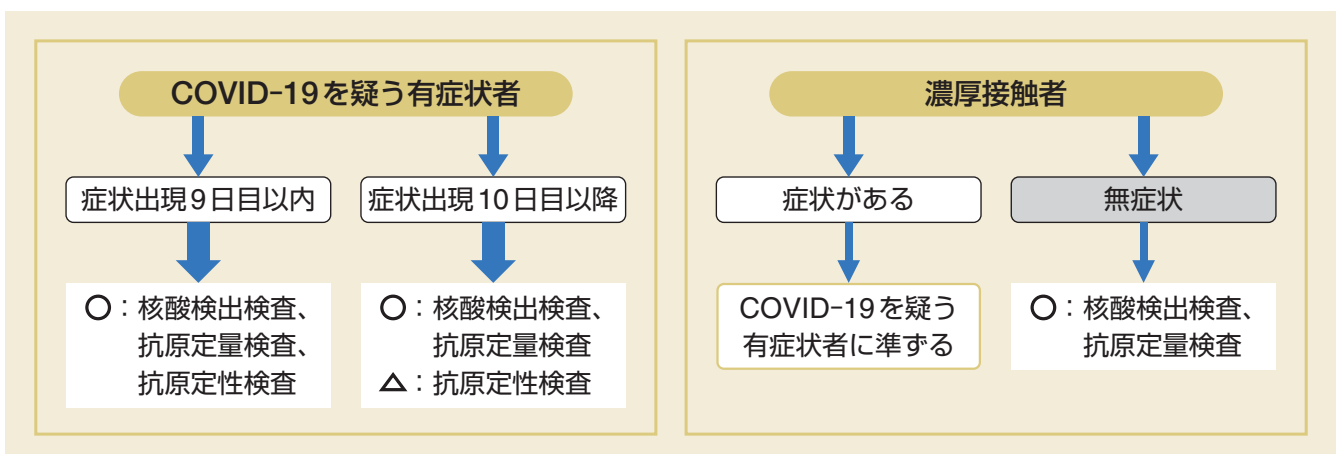 COVID-19を疑う有症状者
症状出現9日目以内
症状出現10日目以降
○：核酸検出検査、
抗原定量検査、
抗原定性検査
○：核酸検出検査、
抗原定量検査
△：抗原定性検査
濃厚接触者
症状がある
無症状
COVID-19を疑う
有症状者に準ずる
○：核酸検出検査、
抗原定量検査